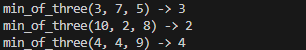 min_of_three(3, 7, 5) -> 3
min_of_three(10, 2, 8) -> 2
min_of_three(4, 4, 9) -> 4